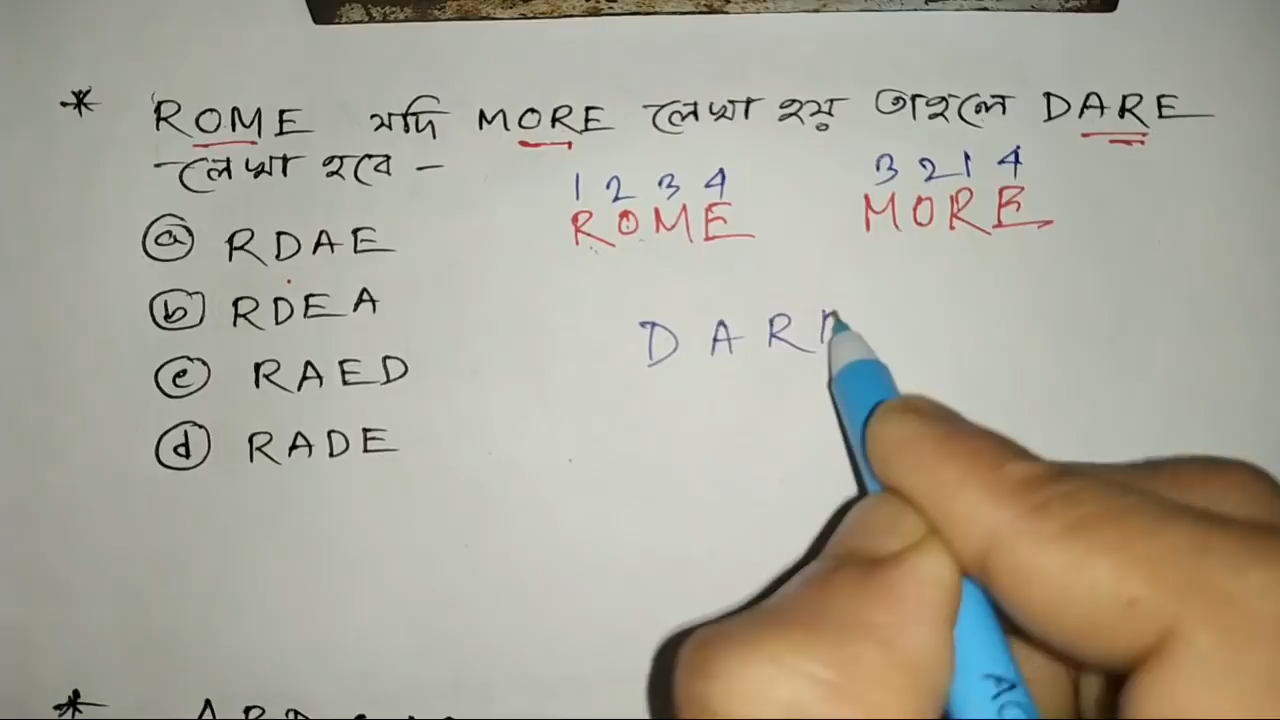 * ROME যদি MORE লেখা হয় তাহলে DARE
লেখা হবে -
1 2 3 4 3 2 1 4
ROME MORE
(a) RDAE
(b) RDEA
(c) RAED
(d) RADE
D A R
*